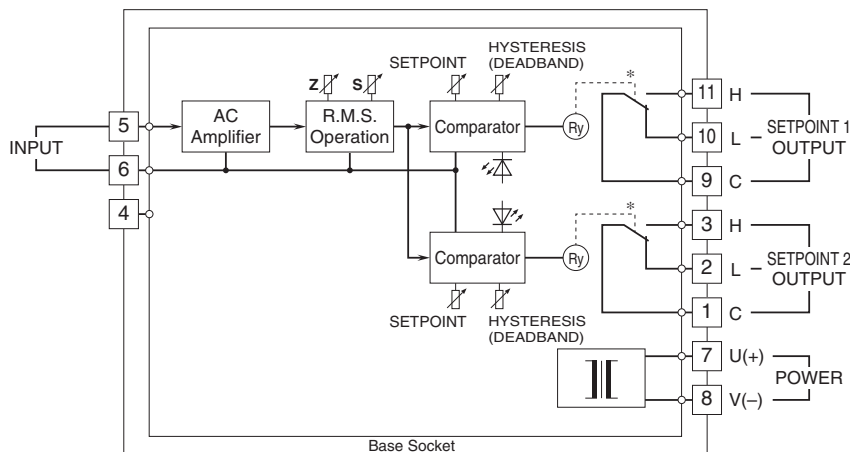 HYSTERESIS
(DEADBAND)
SETPOINT
Z
S
*
11
H
5
AC
Amplifier
R.M.S.
Operation
Comparator
Ry
10
L
SETPOINT 1
OUTPUT
INPUT
6
9
C
4
*
3
H
Comparator
Ry
2
L
SETPOINT 2
OUTPUT
SETPOINT
HYSTERESIS
(DEADBAND)
1
C
7
U(+)
POWER
8
V(–)
Base Socket